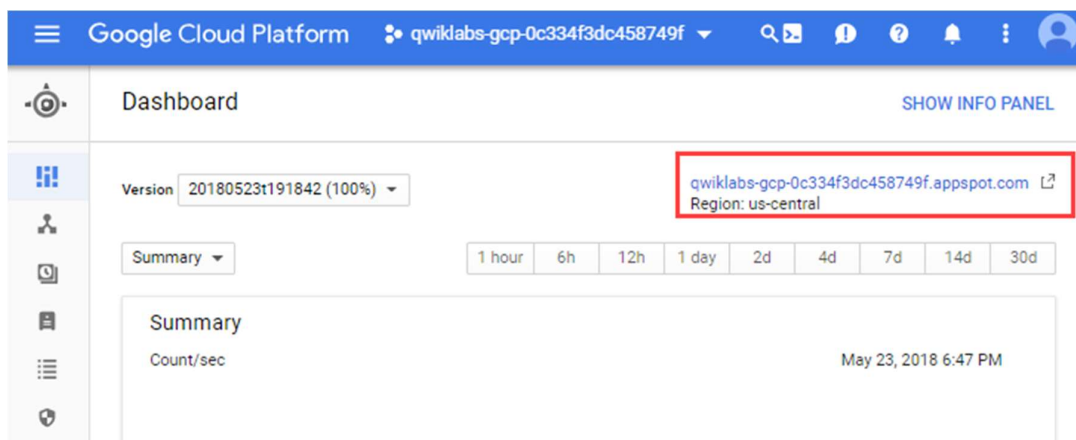 Google Cloud Platform qwiklabs-gcp-0c334f3dc458749f
Dashboard SHOW INFO PANEL
Version 20180523t191842 (100%)
qwiklabs-gcp-0c334f3dc458749f.appspot.com
Region: us-central
Summary 1 hour 6h 12h 1 day 2d 4d 7d 14d 30d
Summary
Count/sec May 23, 2018 6:47 PM